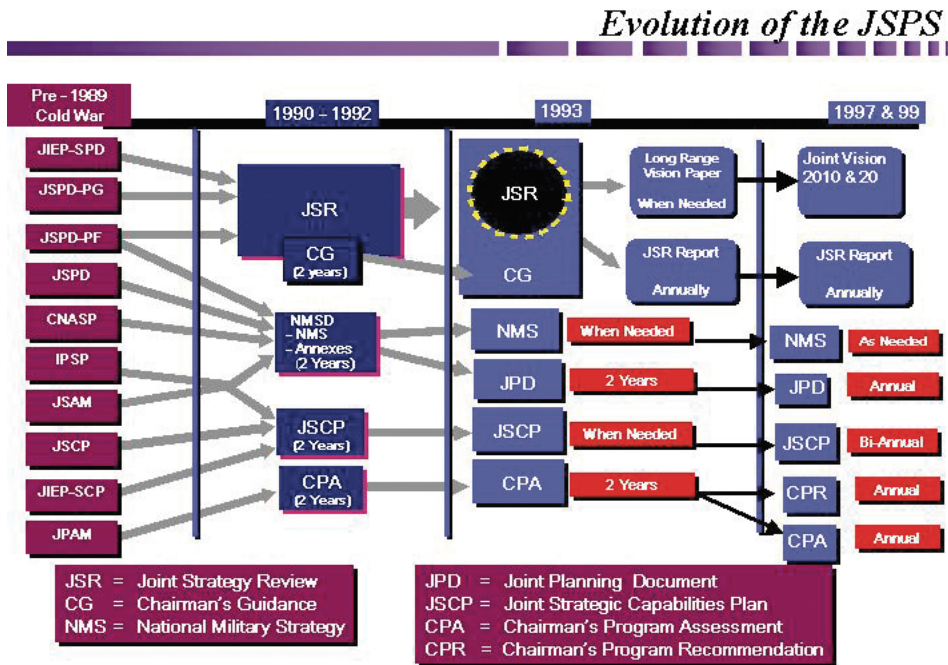 Evolution of the JSPS
Pre - 1989
Cold War
1990 - 1992
1993
1997 & 99
JIEP-SPD
JSPD-PG
JSPD-PF
JSPD
CNASP
IPSP
JSAM
JSCP
JIEP-SCP
JPAM
JSR
CG
(2 years)
NMSD
- NMS
- Annexes
(2 Years)
JSCP
(2 Years)
CPA
(2 Years)
JSR
CG
NMS
When Needed
JPD
2 Years
JSCP
When Needed
CPA
2 Years
Long Range
Vision Paper
When Needed
JSR Report
Annually
Joint Vision
2010 & 20
JSR Report
Annually
NMS
As Needed
JPD
Annual
JSCP
Bi-Annual
CPR
Annual
CPA
Annual
JSR = Joint Strategy Review
CG = Chairman's Guidance
NMS = National Military Strategy
JPD = Joint Planning Document
JSCP = Joint Strategic Capabilities Plan
CPA = Chairman's Program Assessment
CPR = Chairman's Program Recommendation